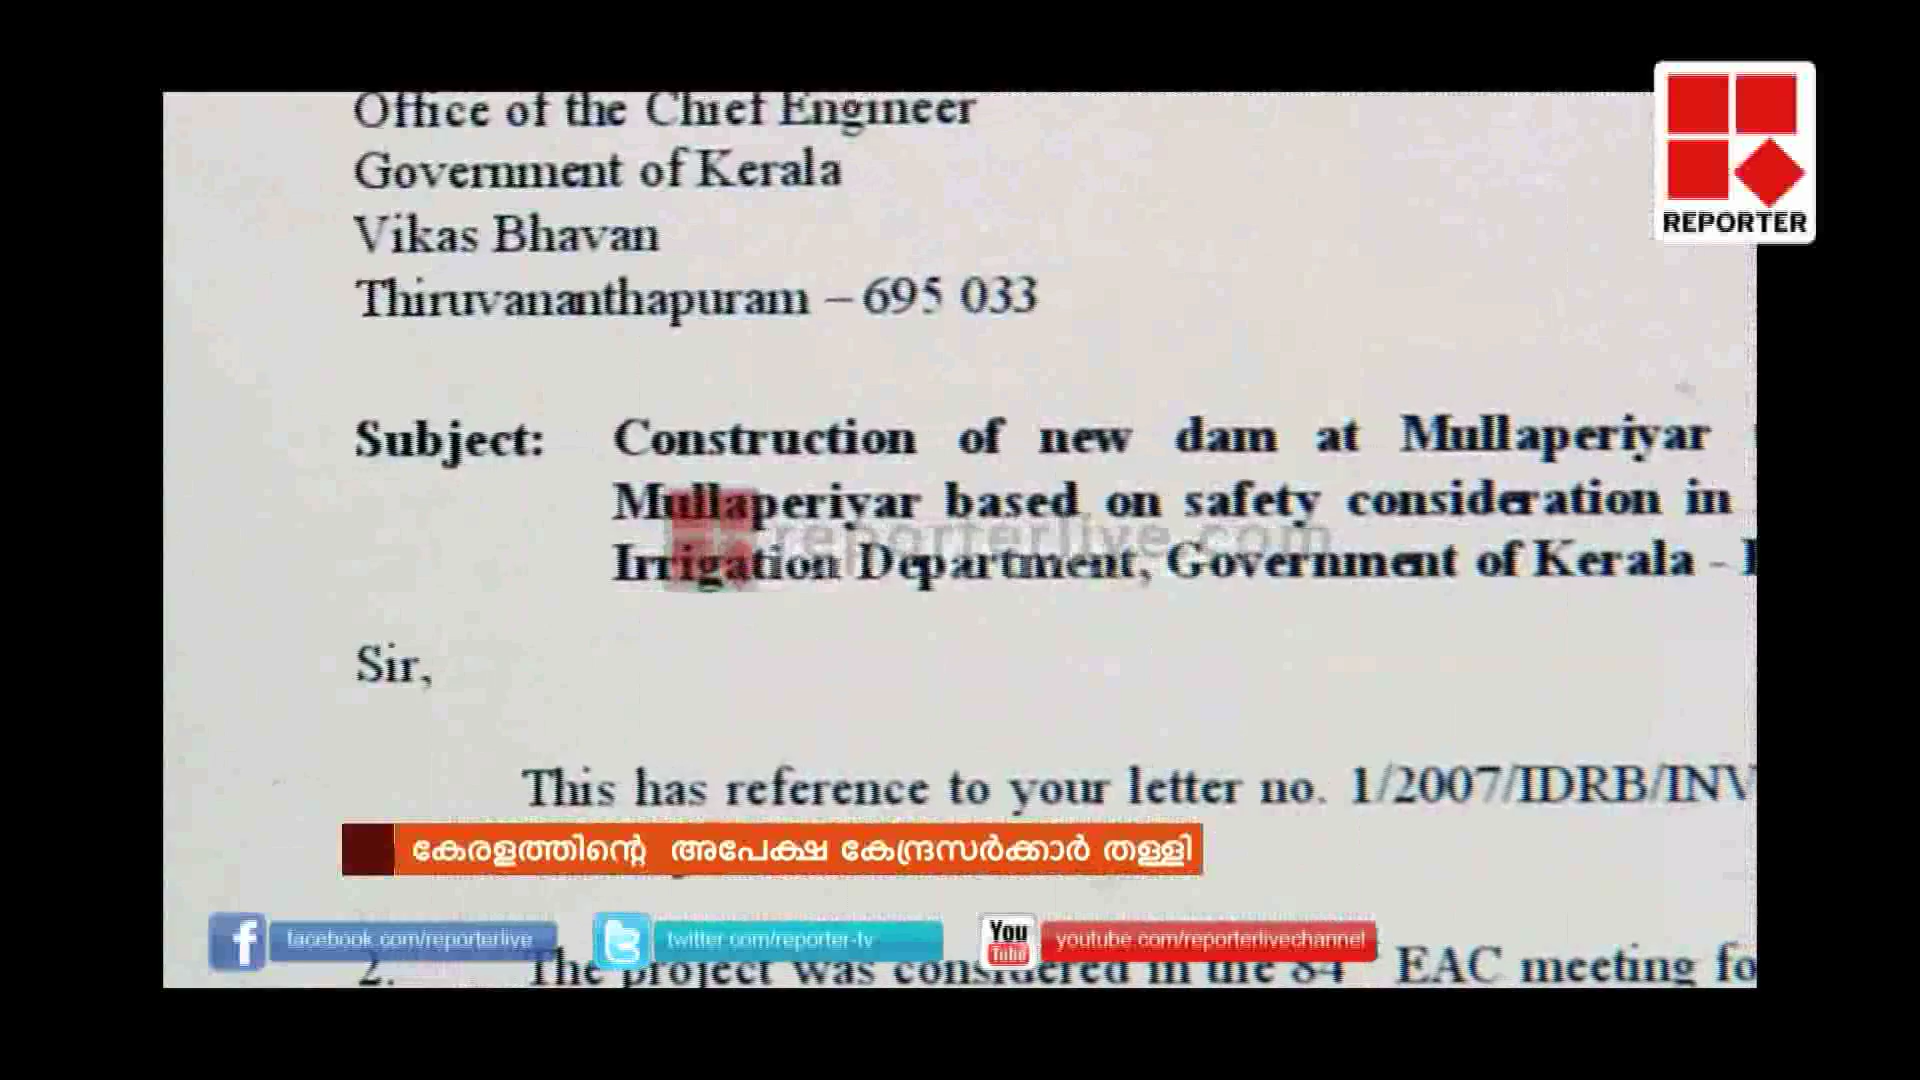 REPORTER
Office of the Chief Engineer
Government of Kerala
Vikas Bhavan
Thiruvananthapuram – 695 033
Subject: Construction of new dam at Mullaperiyar
Mullaperiyar based on safety consideration in
Irrigation Department, Government of Kerala -
reporterlive.com
Sir,
This has reference to your letter no. 1/2007/IDRB/INV
കേരളത്തിന്റെ അപേക്ഷ കേന്ദ്രസർക്കാർ തള്ളി
facebook.com/reporterlive
twitter.com/reporter-tv
You Tube
youtube.com/reporterlivechannel
2. The project was considered in the 84 EAC meeting fo